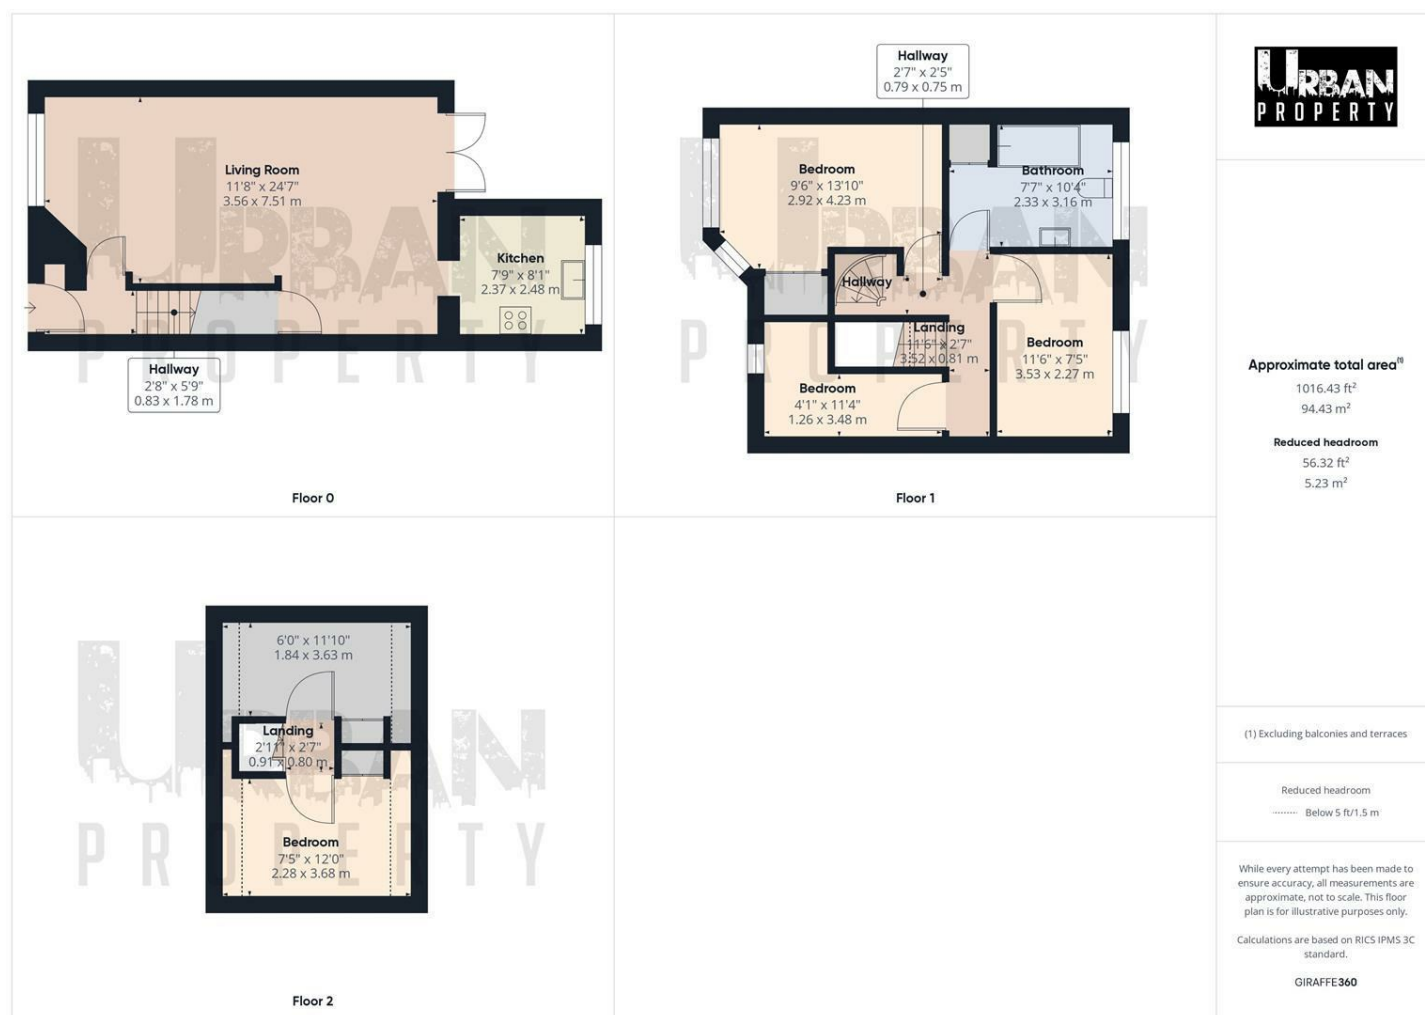 Living Room
11'8" x 24'7"
3.56 x 7.51 m
Kitchen
7'9" x 8'1"
2.37 x 2.48 m
Hallway
2'8" x 5'9"
0.83 x 1.78 m
Floor 0
Hallway
2'7" x 2'5"
0.79 x 0.75 m
Bedroom
9'6" x 13'10"
2.92 x 4.23 m
Bathroom
7'7" x 10'4"
2.33 x 3.16 m
Hallway
Landing
11'6" x 2'7"
3.52 x 0.81 m
Bedroom
11'6" x 7'5"
3.53 x 2.27 m
Bedroom
4'1" x 11'4"
1.26 x 3.48 m
Floor 1
6'0" x 11'10"
1.84 x 3.63 m
Landing
2'11" x 2'7"
0.91 x 0.80 m
Bedroom
7'5" x 12'0"
2.28 x 3.68 m
Floor 2
URBAN
PROPERTY
URBAN
PROPERTY
URBAN
PROPERTY
URBAN
PROPERTY
Approximate total area(1)
1016.43 ft²
94.43 m²
Reduced headroom
56.32 ft²
5.23 m²
(1) Excluding balconies and terraces
Reduced headroom
Below 5 ft/1.5 m
While every attempt has been made to
ensure accuracy, all measurements are
approximate, not to scale. This floor
plan is for illustrative purposes only.
Calculations are based on RICS IPMS 3C
standard.
GIRAFFE360